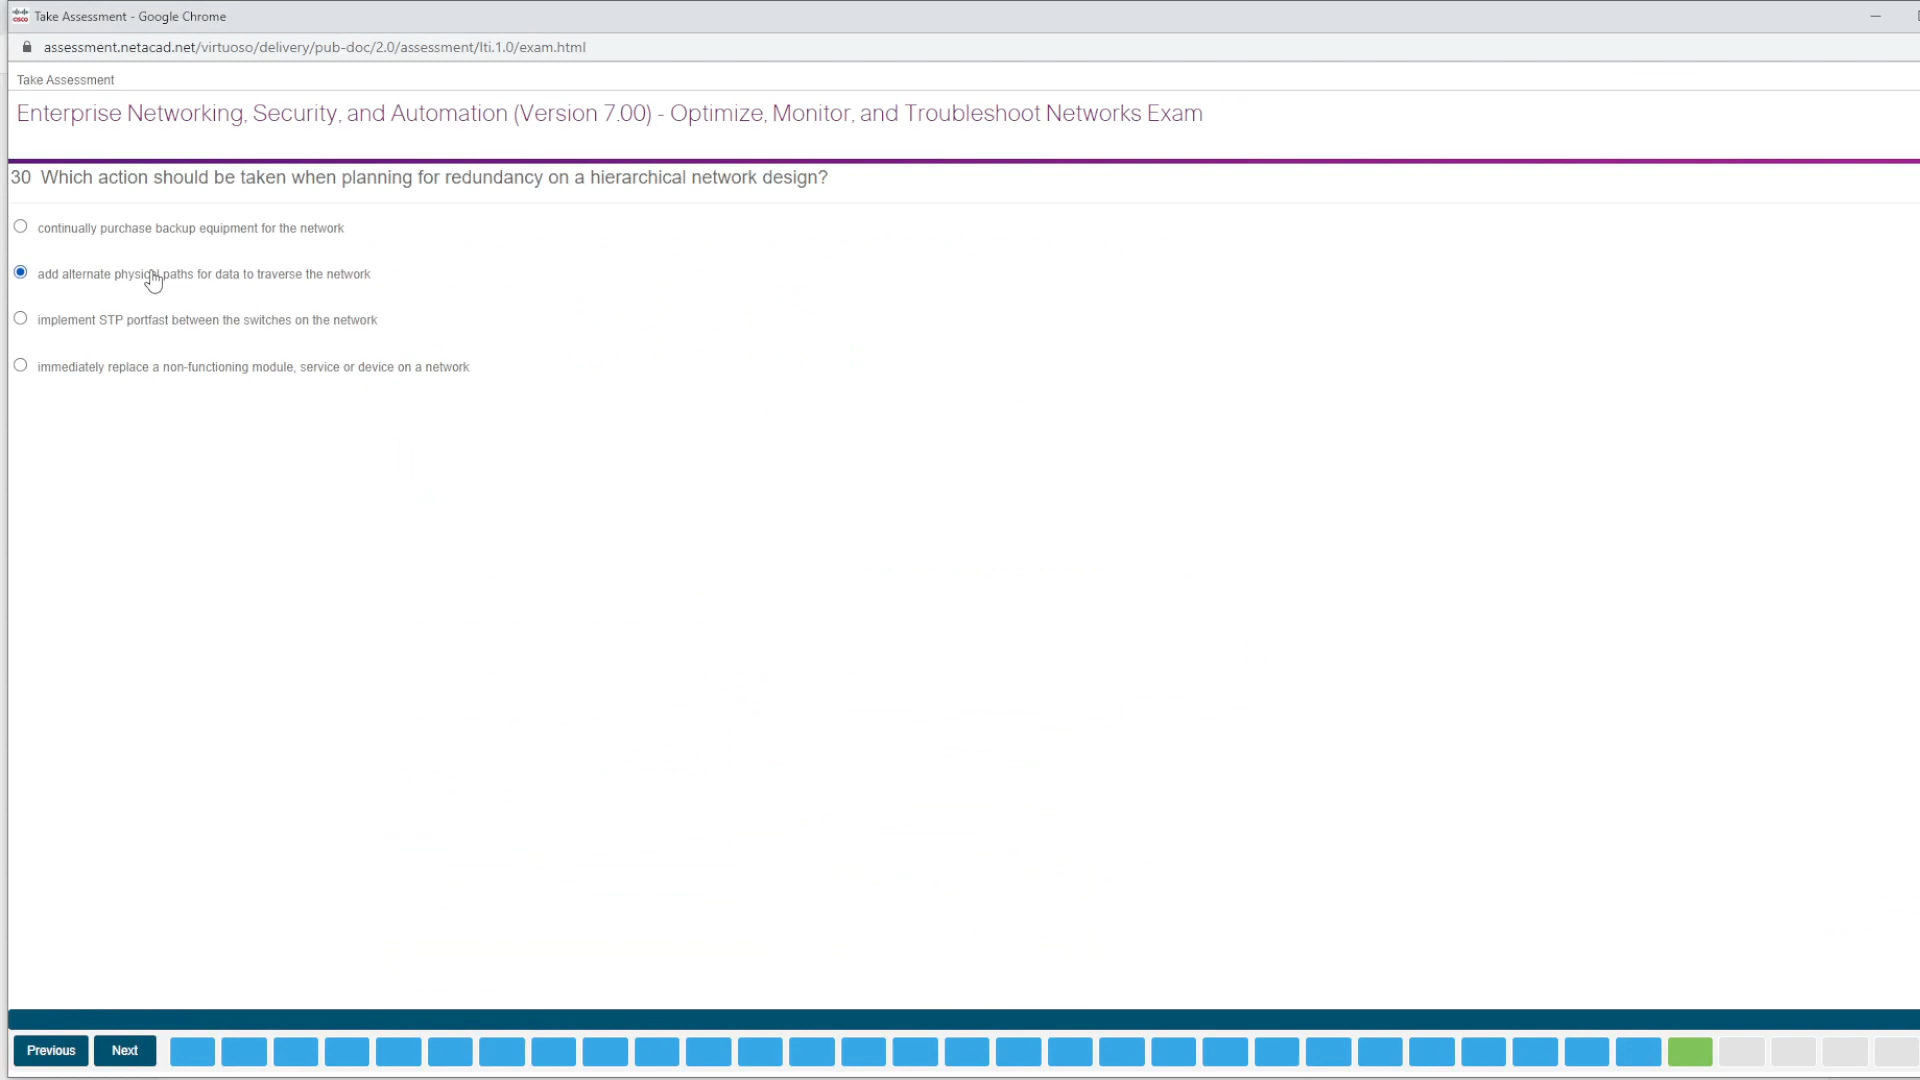 CISCO Take Assessment - Google Chrome
assessment.netacad.net/virtuoso/delivery/pub-doc/2.0/assessment/lti.1.0/exam.html
Take Assessment
Enterprise Networking, Security, and Automation (Version 7.00) - Optimize, Monitor, and Troubleshoot Networks Exam
30 Which action should be taken when planning for redundancy on a hierarchical network design?
continually purchase backup equipment for the network
add alternate physical paths for data to traverse the network
implement STP portfast between the switches on the network
immediately replace a non-functioning module, service or device on a network
Previous Next